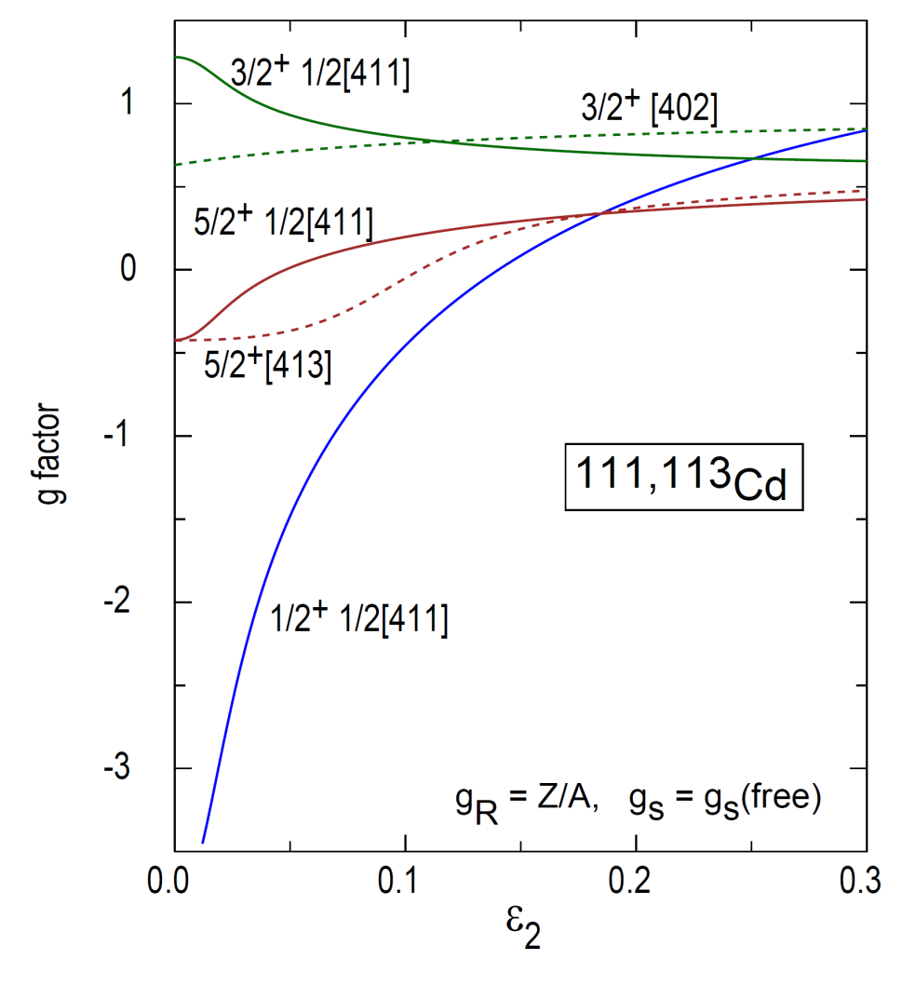 3/2+ 1/2[411]
3/2+ [402]
1
5/2+ 1/2[411]
0
5/2+[413]
g factor
-1
111,113Cd
-2
1/2+ 1/2[411]
-3
gR = Z/A, gs = gs(free)
0.0 0.1 0.2 0.3
ε2